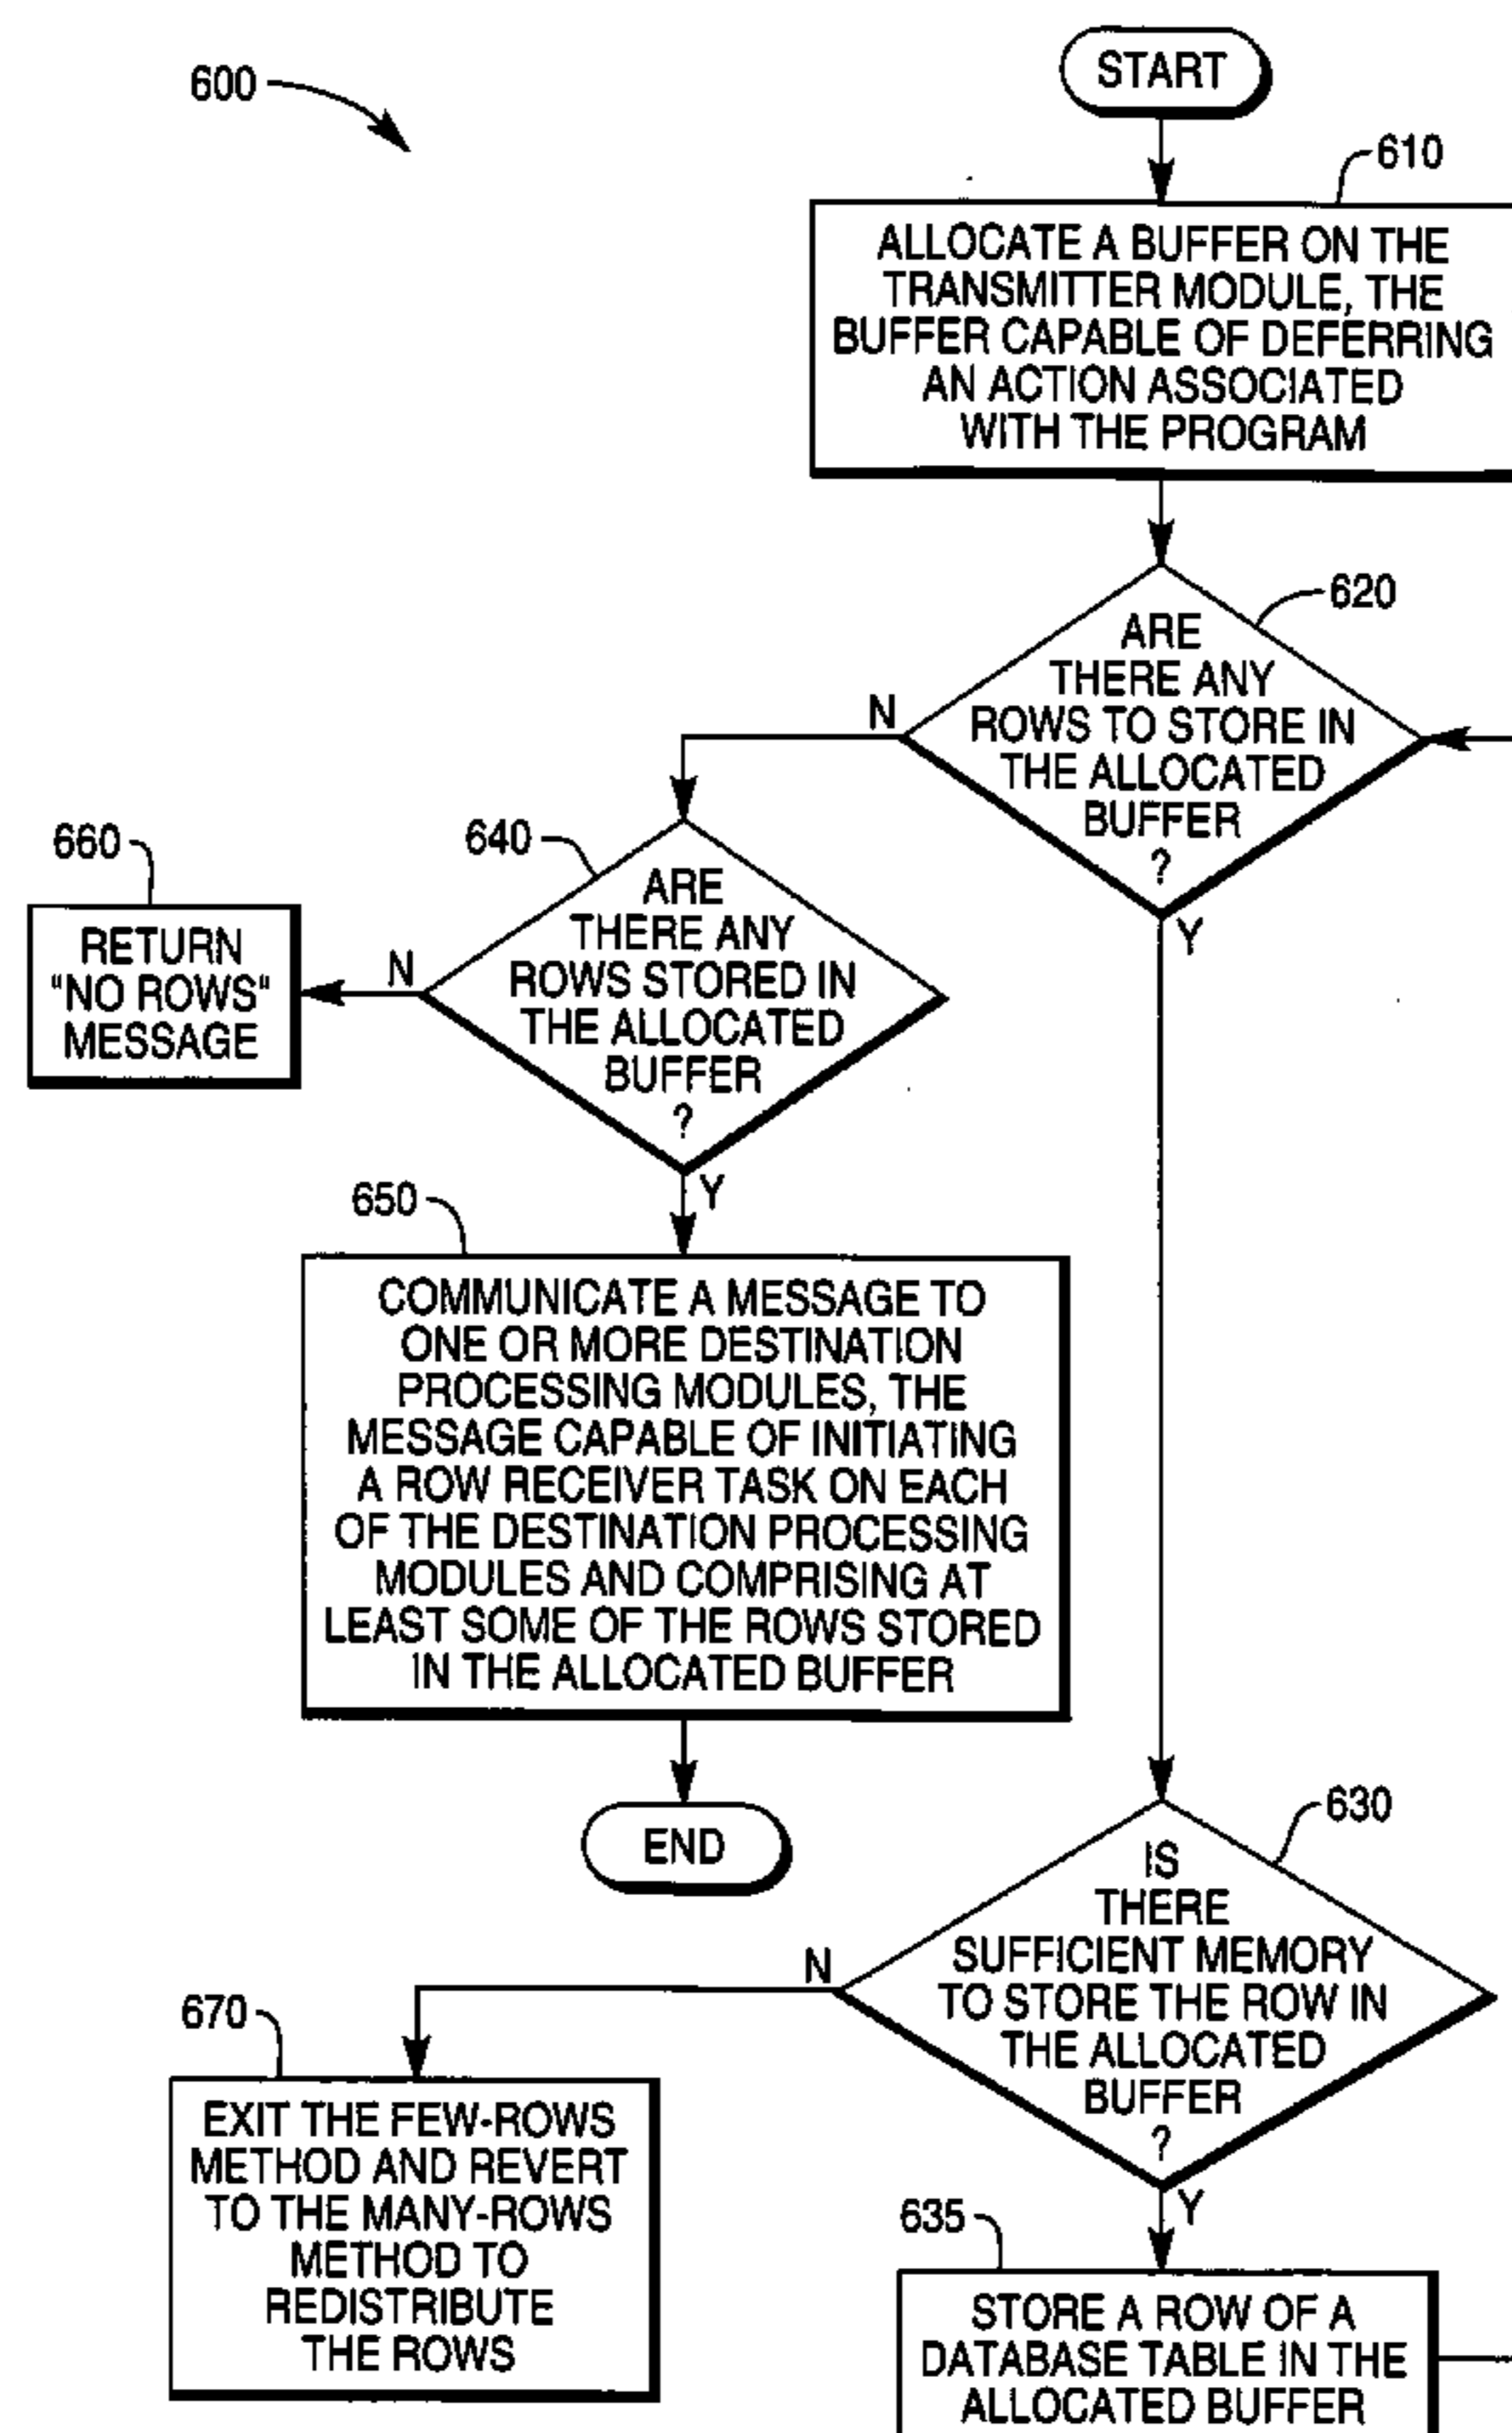 600
START
610
ALLOCATE A BUFFER ON THE
TRANSMITTER MODULE, THE
BUFFER CAPABLE OF DEFERRING
AN ACTION ASSOCIATED
WITH THE PROGRAM
620
ARE
THERE ANY
ROWS TO STORE IN
THE ALLOCATED
BUFFER
?
N
Y
640
ARE
THERE ANY
ROWS STORED IN
THE ALLOCATED
BUFFER
?
N
Y
660
RETURN
"NO ROWS"
MESSAGE
650
COMMUNICATE A MESSAGE TO
ONE OR MORE DESTINATION
PROCESSING MODULES, THE
MESSAGE CAPABLE OF INITIATING
A ROW RECEIVER TASK ON EACH
OF THE DESTINATION PROCESSING
MODULES AND COMPRISING AT
LEAST SOME OF THE ROWS STORED
IN THE ALLOCATED BUFFER
END
630
IS
THERE
SUFFICIENT MEMORY
TO STORE THE ROW IN
THE ALLOCATED
BUFFER
?
N
Y
670
EXIT THE FEW-ROWS
METHOD AND REVERT
TO THE MANY-ROWS
METHOD TO
REDISTRIBUTE
THE ROWS
635
STORE A ROW OF A
DATABASE TABLE IN THE
ALLOCATED BUFFER